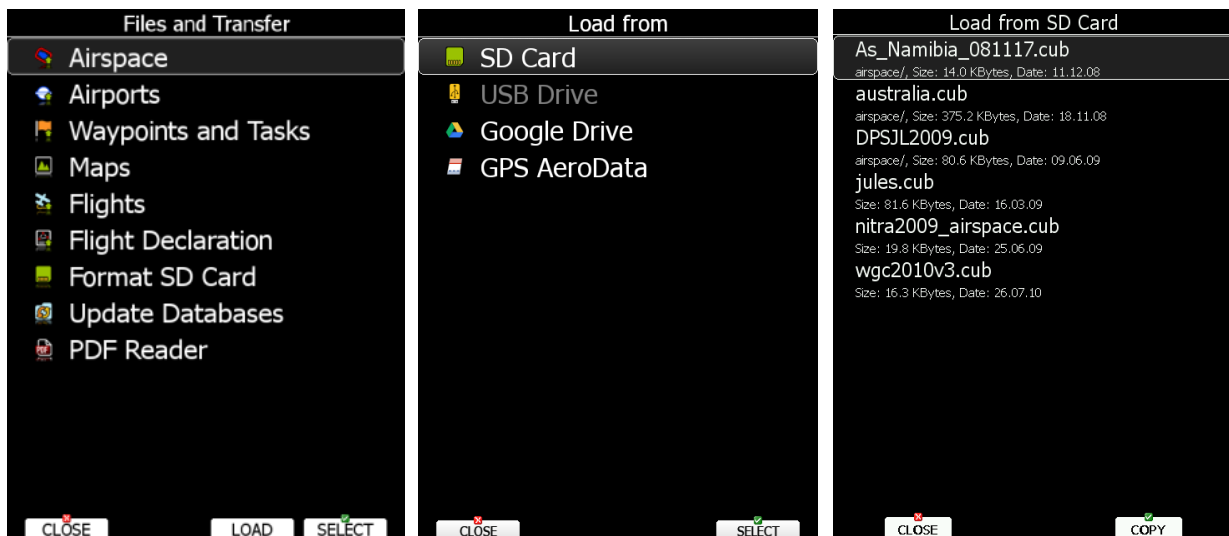 Files and Transfer
Airspace
Airports
Waypoints and Tasks
Maps
Flights
Flight Declaration
Format SD Card
Update Databases
PDF Reader
CLOSE
LOAD
SELECT
Load from
SD Card
USB Drive
Google Drive
GPS AeroData
CLOSE
SELECT
Load from SD Card
As_Namibia_081117.cub
airspace/, Size: 14.0 KBytes, Date: 11.12.08
australia.cub
airspace/, Size: 375.2 KBytes, Date: 18.11.08
DPSJL2009.cub
airspace/, Size: 80.6 KBytes, Date: 09.06.09
jules.cub
Size: 81.6 KBytes, Date: 16.03.09
nitra2009_airspace.cub
Size: 19.8 KBytes, Date: 25.06.09
wgc2010v3.cub
Size: 16.3 KBytes, Date: 26.07.10
CLOSE
COPY